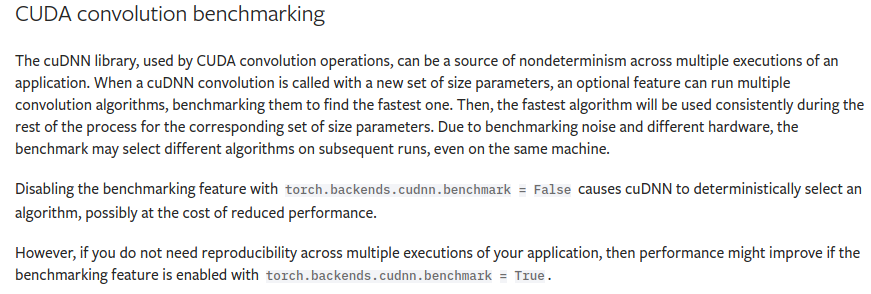 CUDA convolution benchmarking
The cuDNN library, used by CUDA convolution operations, can be a source of nondeterminism across multiple executions of an
application. When a cuDNN convolution is called with a new set of size parameters, an optional feature can run multiple
convolution algorithms, benchmarking them to find the fastest one. Then, the fastest algorithm will be used consistently during the
rest of the process for the corresponding set of size parameters. Due to benchmarking noise and different hardware, the
benchmark may select different algorithms on subsequent runs, even on the same machine.
Disabling the benchmarking feature with torch.backends.cudnn.benchmark = False causes cuDNN to deterministically select an
algorithm, possibly at the cost of reduced performance.
However, if you do not need reproducibility across multiple executions of your application, then performance might improve if the
benchmarking feature is enabled with torch.backends.cudnn.benchmark = True.